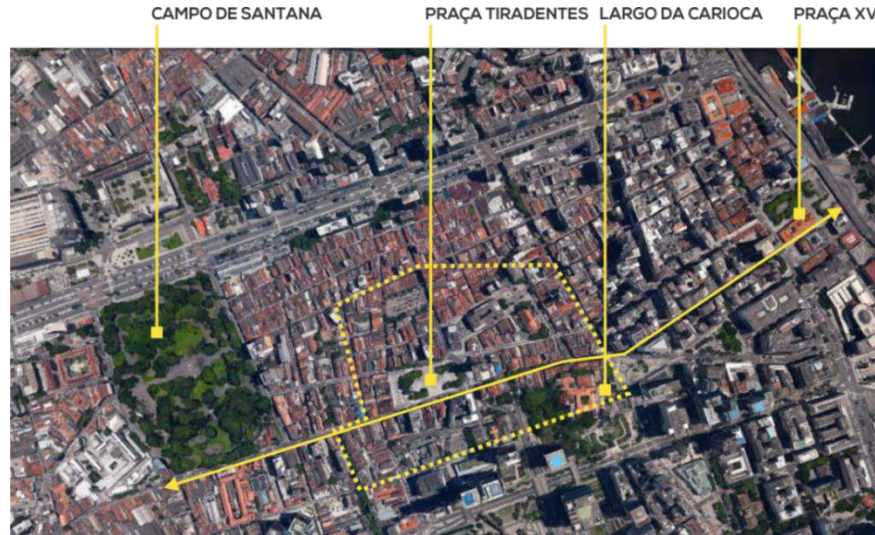 CAMPO DE SANTANA
PRAÇA TIRADENTES
LARGO DA CARIOCA
PRAÇA XV